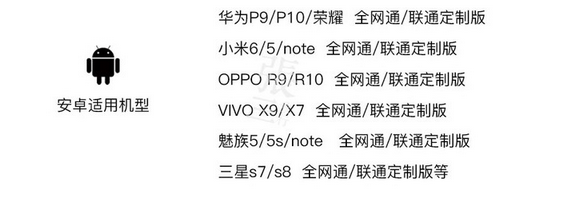 华为P9/P10/荣耀 全网通/联通定制版
小米6/5/note 全网通/联通定制版
OPPO R9/R10 全网通/联通定制版
安卓适用机型
VIVO X9/X7 全网通/联通定制版
魅族5/5s/note 全网通/联通定制版
三星s7/s8 全网通/联通定制版等
張